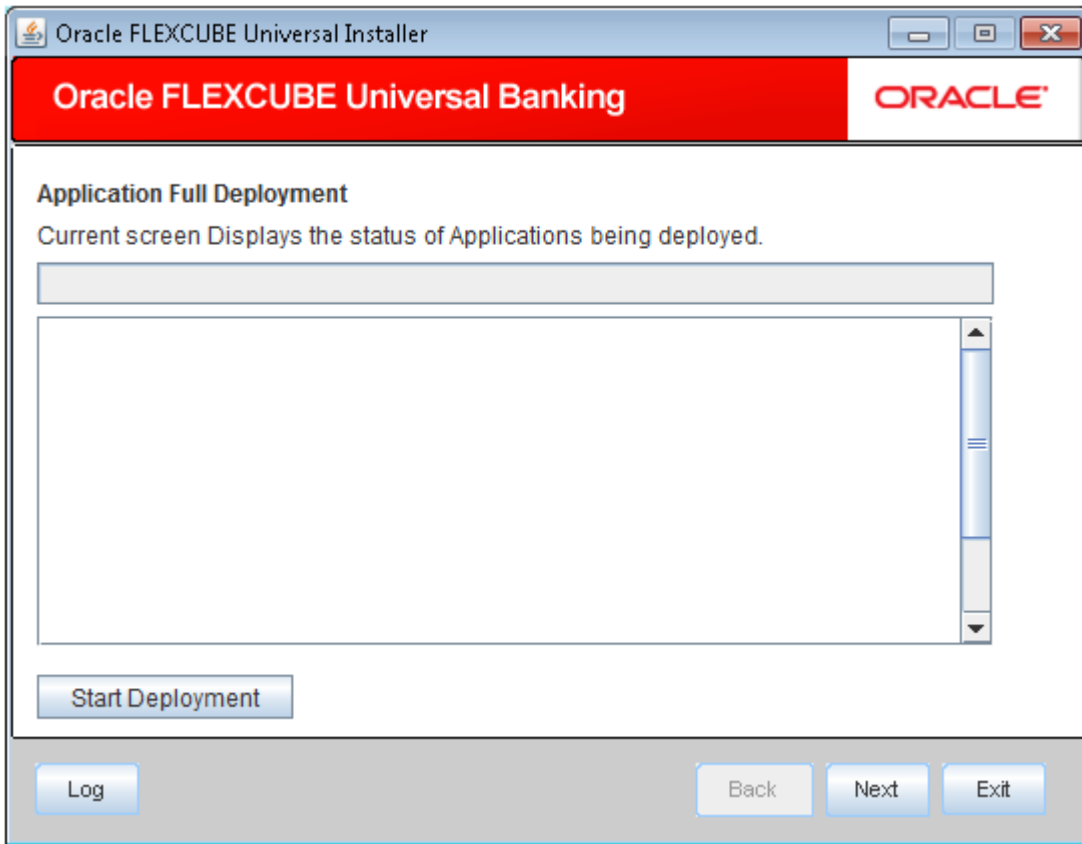 Oracle FLEXCUBE Universal Installer
Oracle FLEXCUBE Universal Banking
ORACLE
Application Full Deployment
Current screen Displays the status of Applications being deployed.
Start Deployment
Log Back Next Exit